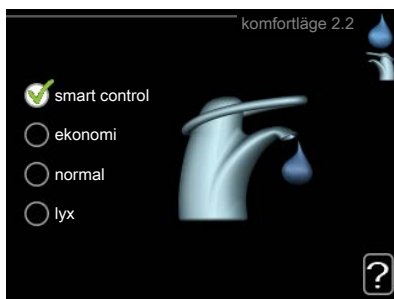 komfortläge 2.2
smart control
ekonomi
normal
lyx
?